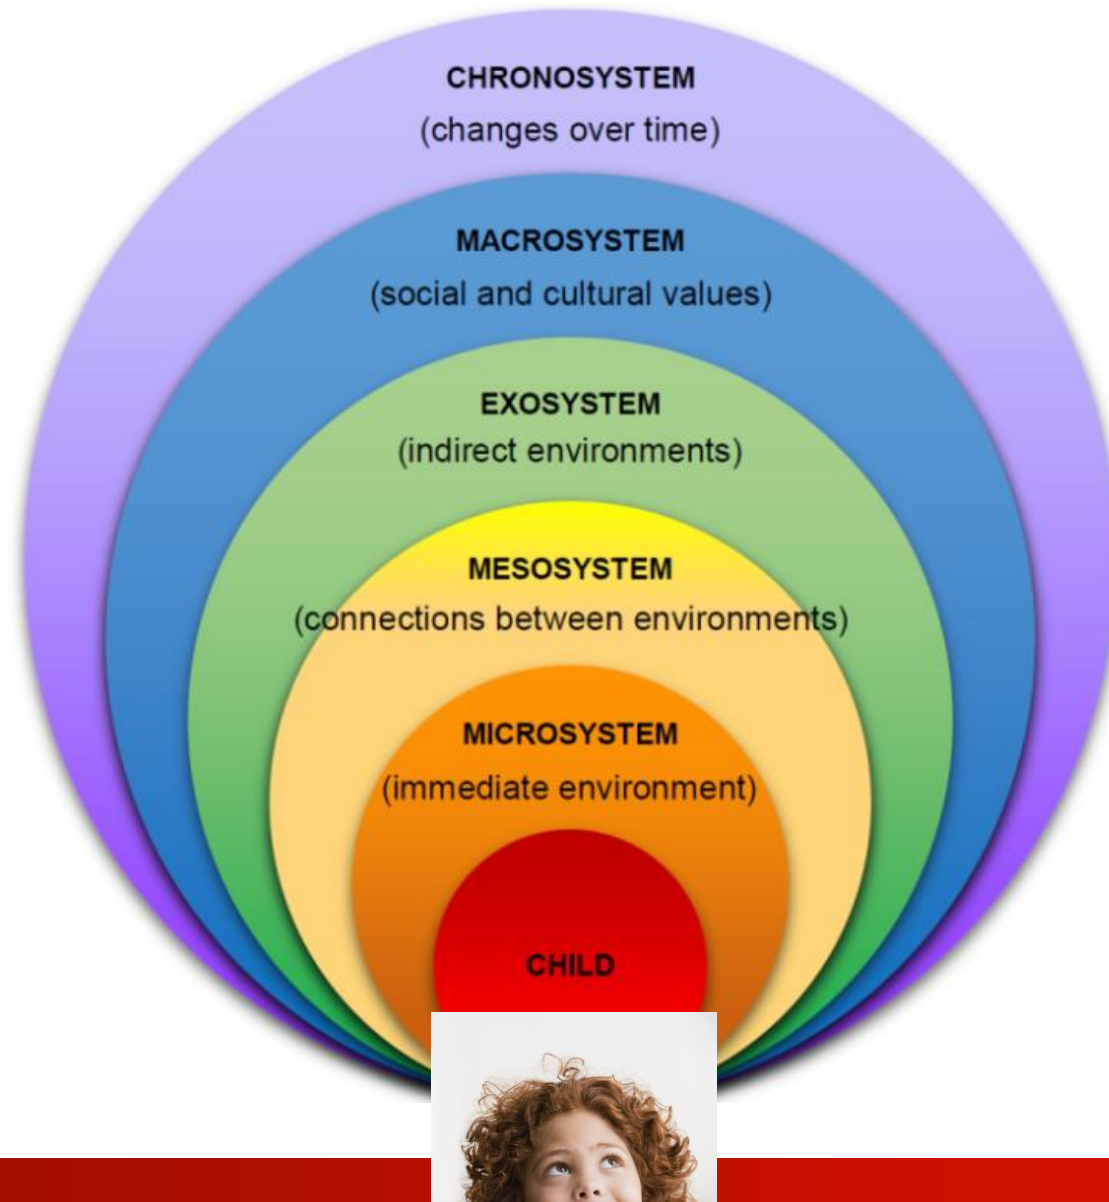 CHRONOSYSTEM
(changes over time)
MACROSYSTEM
(social and cultural values)
EXOSYSTEM
(indirect environments)
MESOSYSTEM
(connections between environments)
MICROSYSTEM
(immediate environment)
CHILD